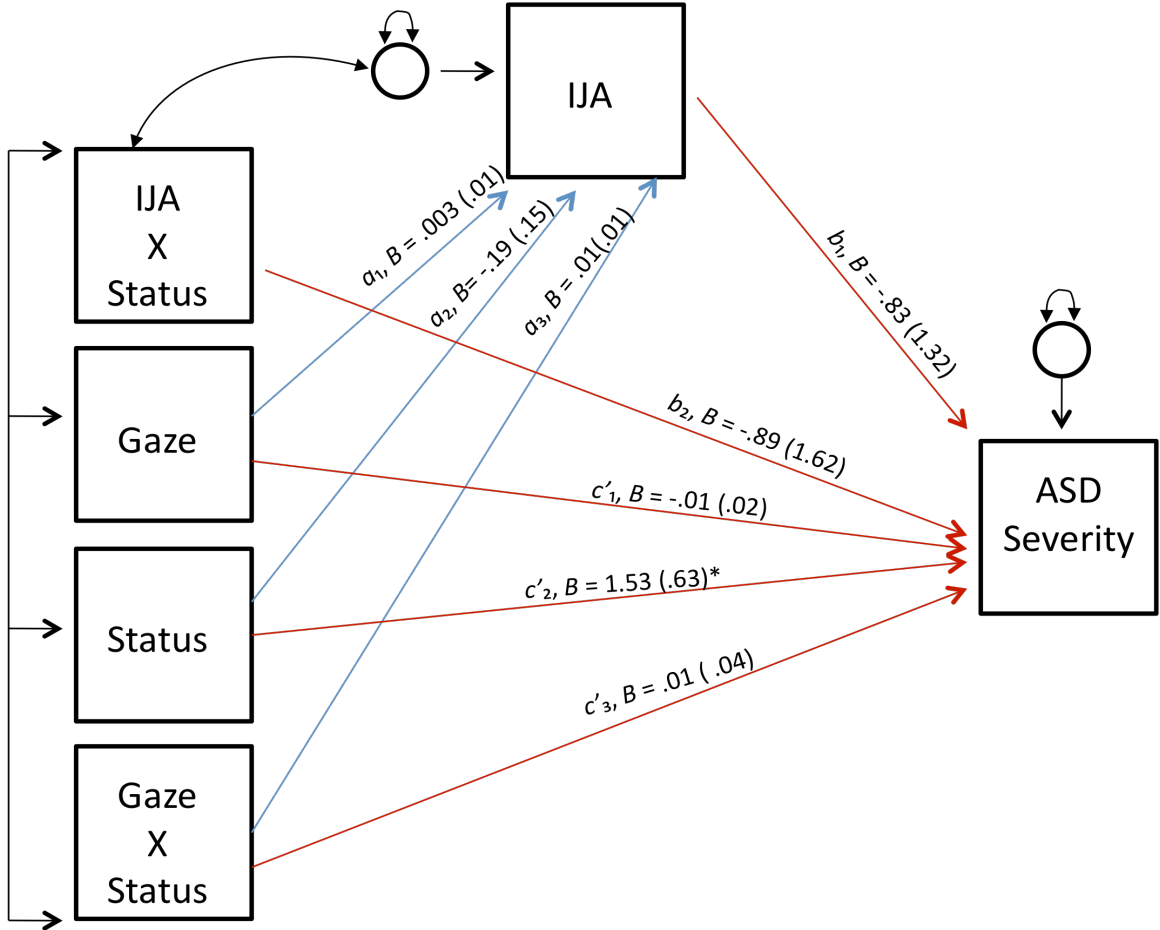 IJA
IJA
X
Status
Gaze
Status
Gaze
X
Status
ASD
Severity
a₁, B = .003 (.01)
a₂, B= -.19 (.15)
a₃, B = .01(.01)
b₁, B = -.83 (1.32)
b₂, B = -.89 (1.62)
c’₁, B = -.01 (.02)
c’₂, B = 1.53 (.63)*
c’₃, B = .01 ( .04)